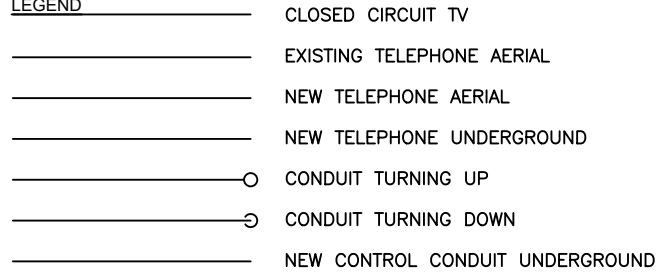 LEGEND
CLOSED CIRCUIT TV
EXISTING TELEPHONE AERIAL
NEW TELEPHONE AERIAL
NEW TELEPHONE UNDERGROUND
CONDUIT TURNING UP
CONDUIT TURNING DOWN
NEW CONTROL CONDUIT UNDERGROUND